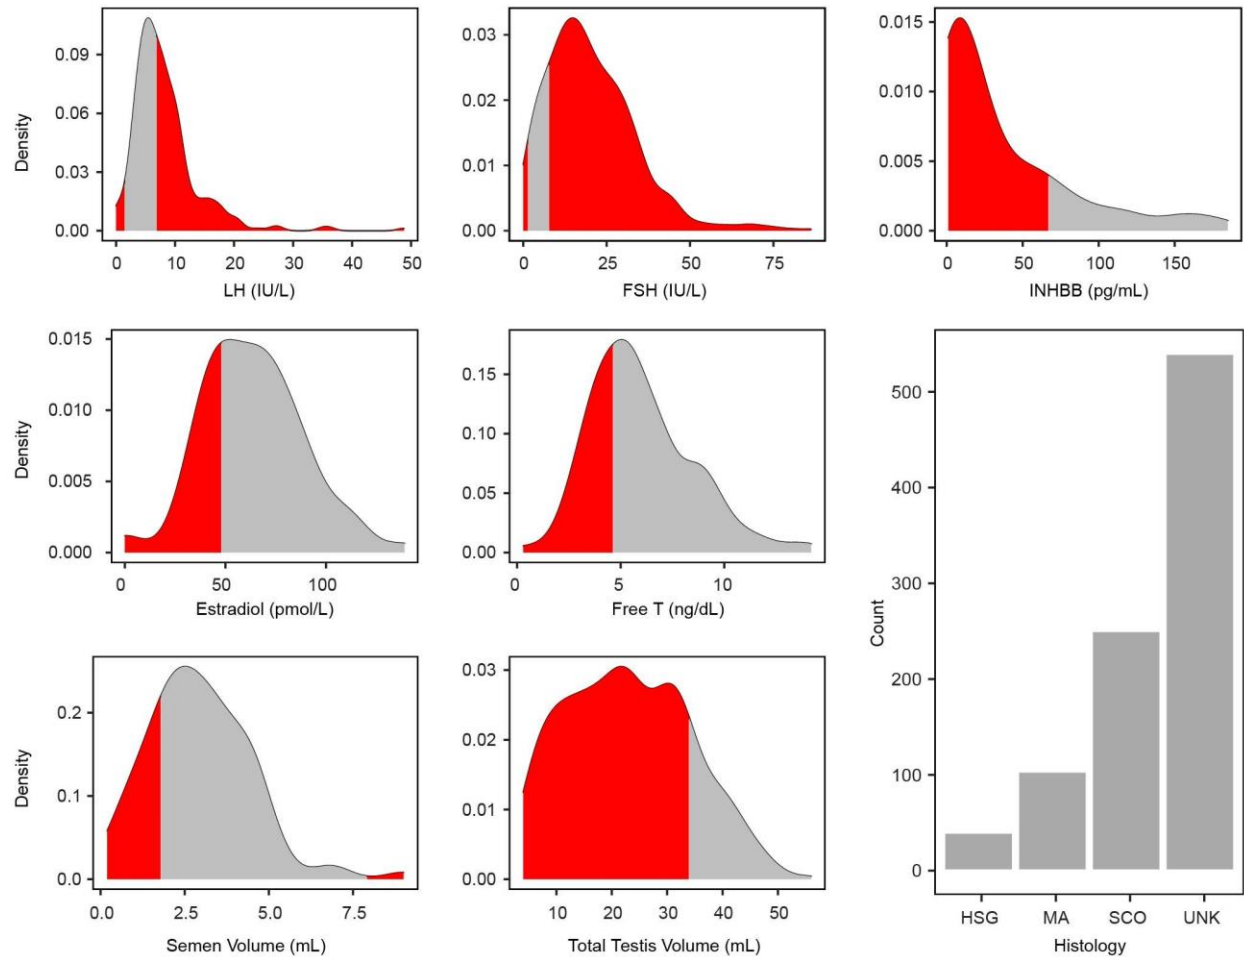 Density
0.09
0.06
0.03
0.00
0 10 20 30 40 50
LH (IU/L)
0.03
0.02
0.01
0.00
0 25 50 75
FSH (IU/L)
0.015
0.010
0.005
0.000
0 50 100 150
INHBB (pg/mL)
Density
0.015
0.010
0.005
0.000
0 50 100
Estradiol (pmol/L)
0.15
0.10
0.05
0.00
0 5 10
Free T (ng/dL)
Density
0.2
0.1
0.0
0.0 2.5 5.0 7.5
Semen Volume (mL)
0.03
0.02
0.01
0.00
10 20 30 40 50
Total Testis Volume (mL)
Count
500
400
300
200
100
0
HSG MA SCO UNK
Histology